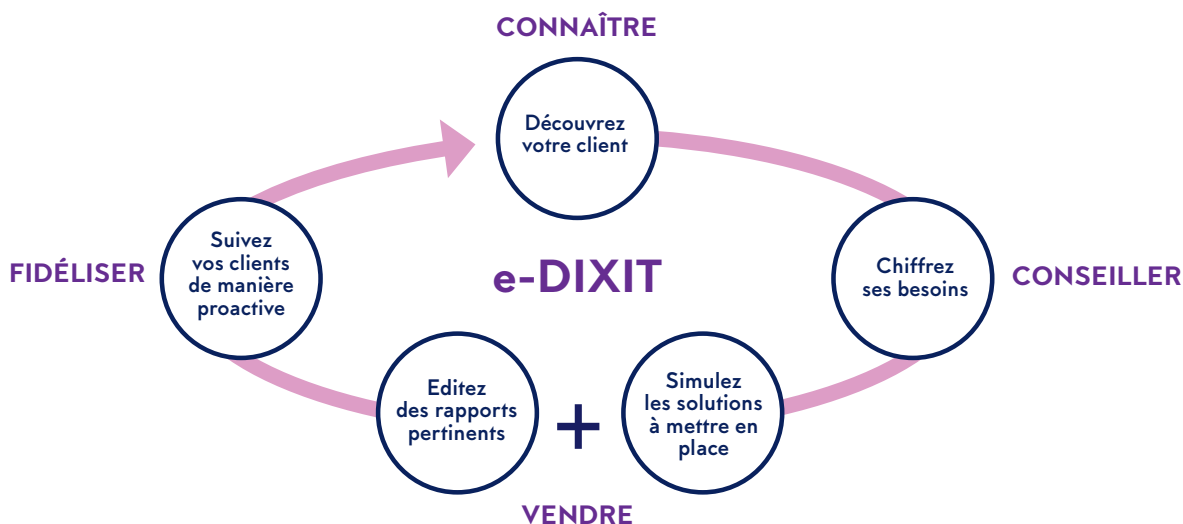 CONNAÎTRE
Découvrez
votre client
Chiffrez
ses besoins
CONSEILLER
Simulez
les solutions
à mettre en
place
+
Editez
des rapports
pertinents
VENDRE
Suivez
vos clients
de manière
proactive
FIDÉLISER
e-DIXIT